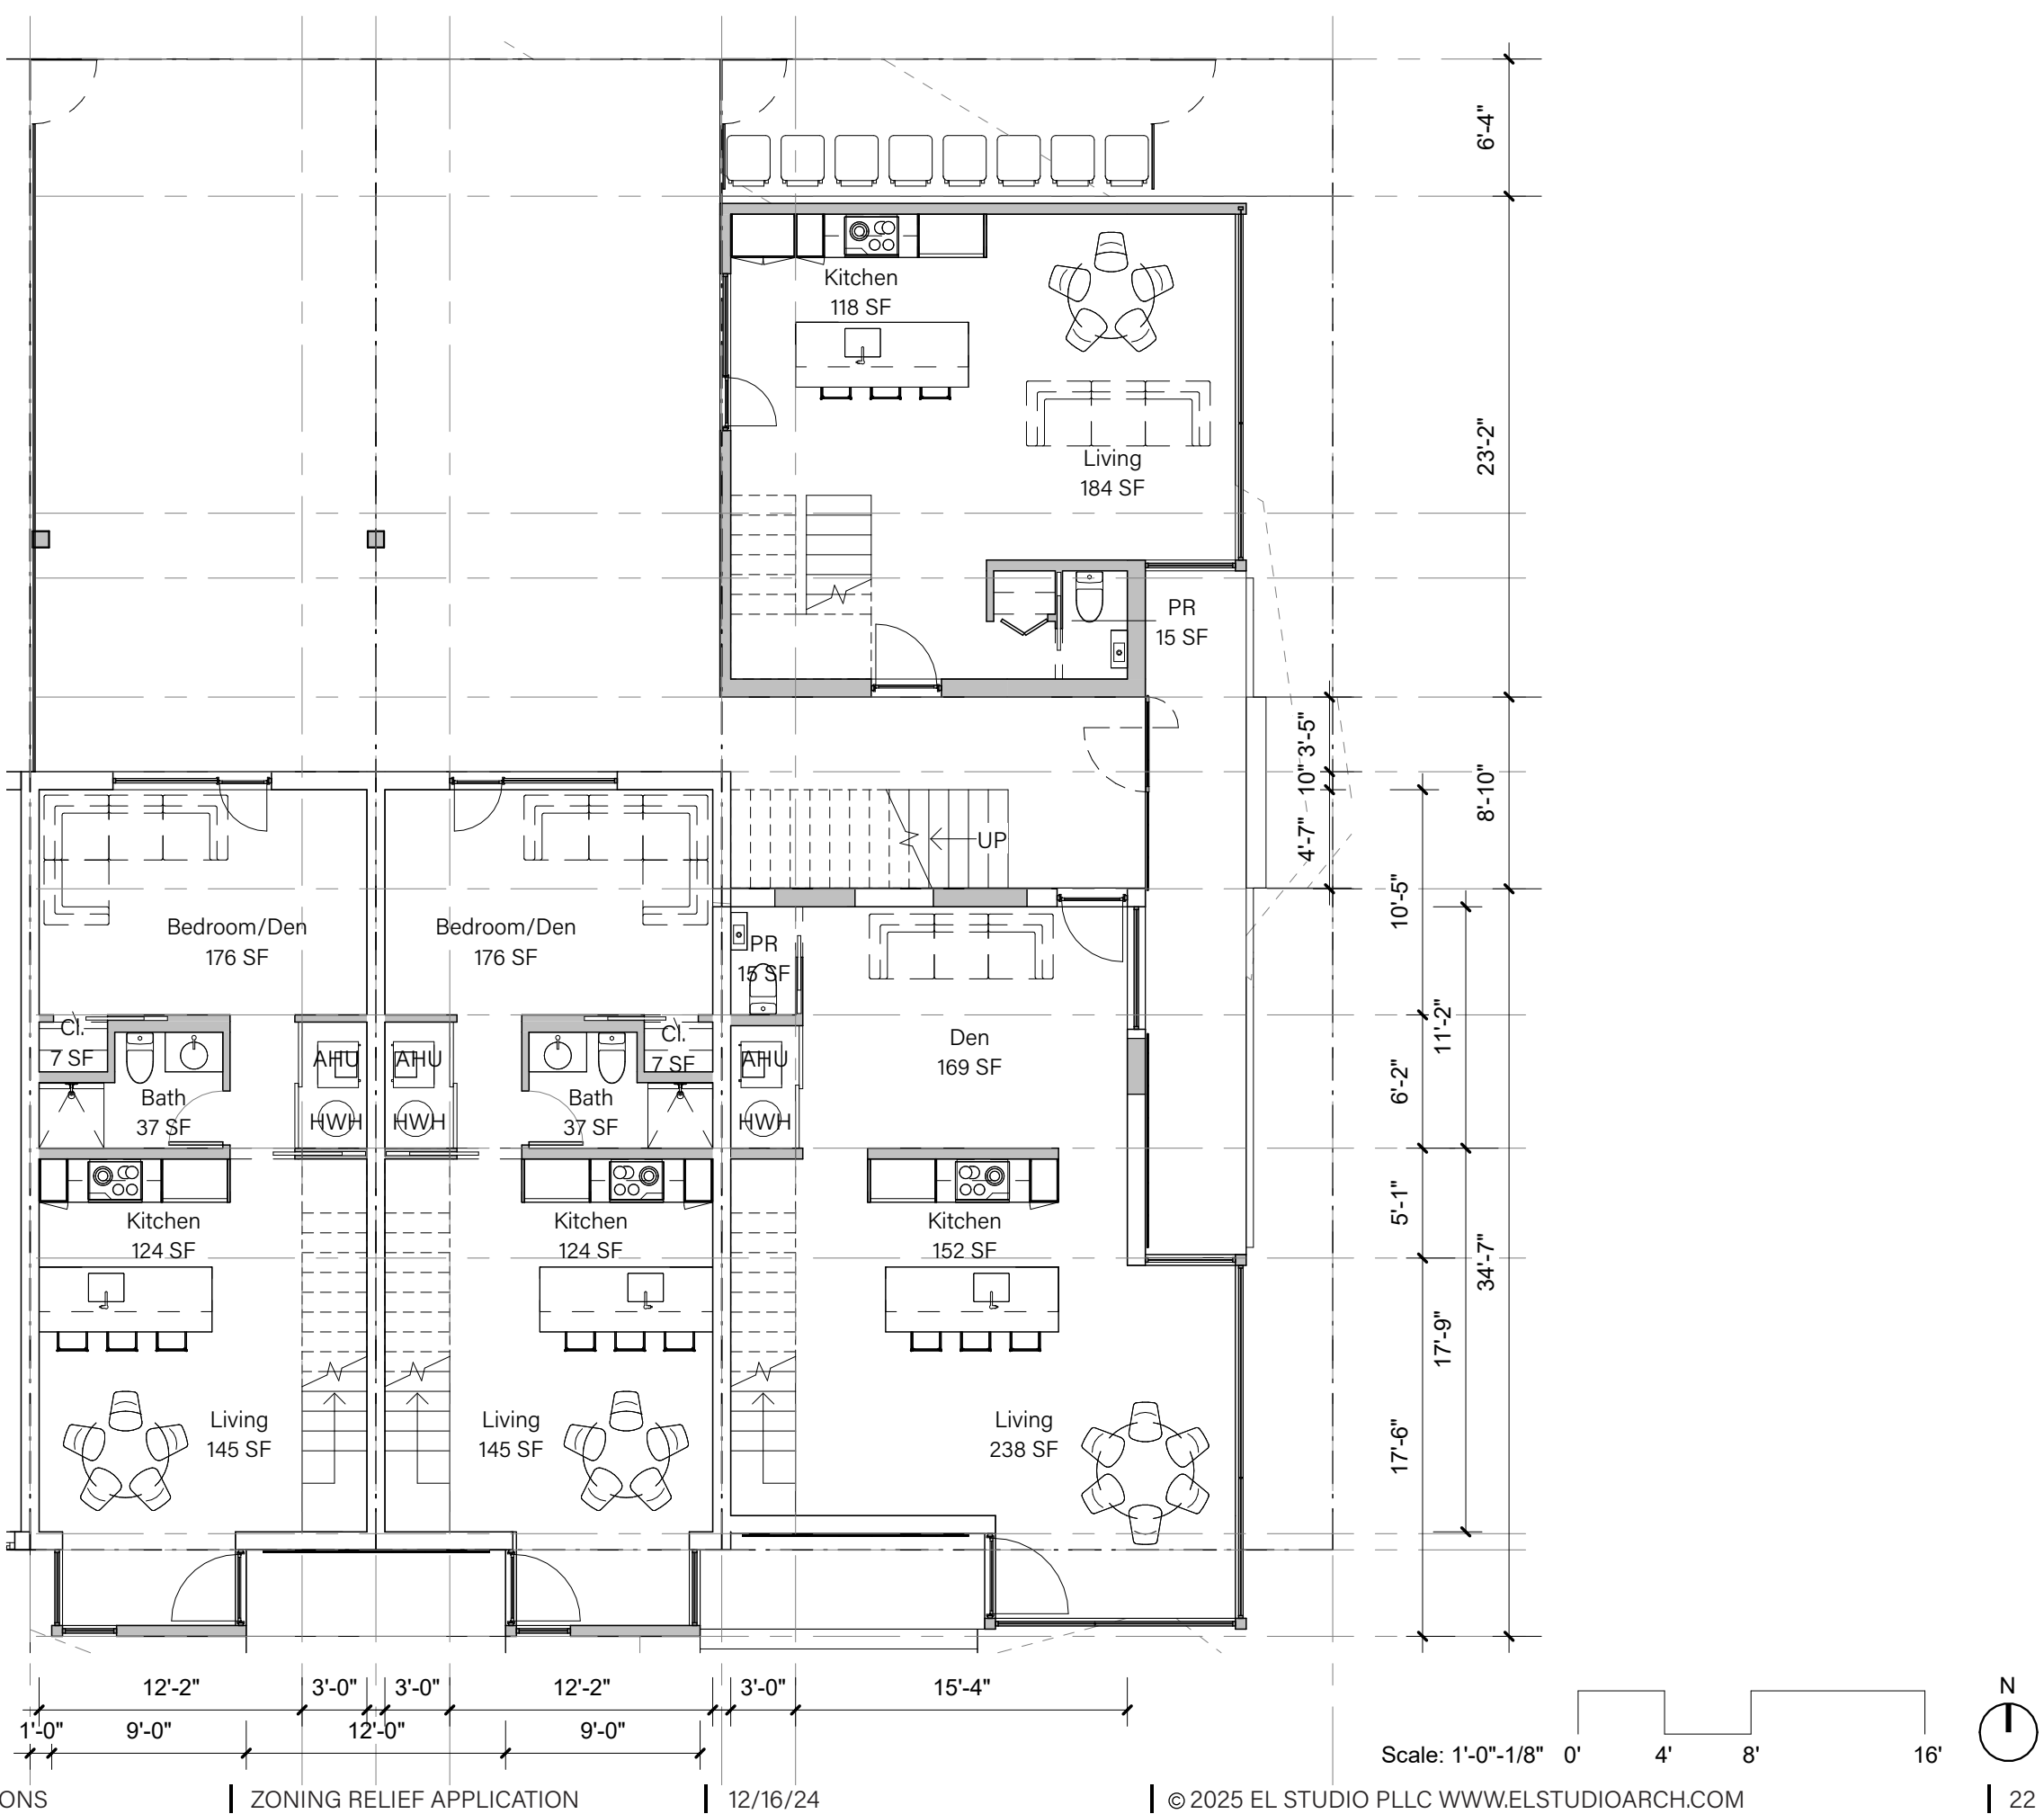 6'-4"
Kitchen
118 SF
23'-2"
Living
184 SF
PR
15 SF
3'-5"
10"
8'-10"
4'-7"
UP
10'-5"
Bedroom/Den
176 SF
Bedroom/Den
176 SF
PR
15 SF
11'-2"
Cl.
7 SF
Cl.
7 SF
Den
169 SF
AHU
AHU
AHU
6'-2"
Bath
37 SF
Bath
37 SF
HWH
HWH
HWH
5'-1"
Kitchen
124 SF
Kitchen
124 SF
Kitchen
152 SF
34'-7"
17'-9"
Living
145 SF
Living
145 SF
Living
238 SF
17'-6"
12'-2" 3'-0" 3'-0" 12'-2" 3'-0" 15'-4"
1'-0" 9'-0" 12'-0" 9'-0"
N
Scale: 1'-0"-1/8" 0' 4' 8' 16'
ONS ZONING RELIEF APPLICATION 12/16/24 © 2025 EL STUDIO PLLC WWW.ELSTUDIOARCH.COM 22